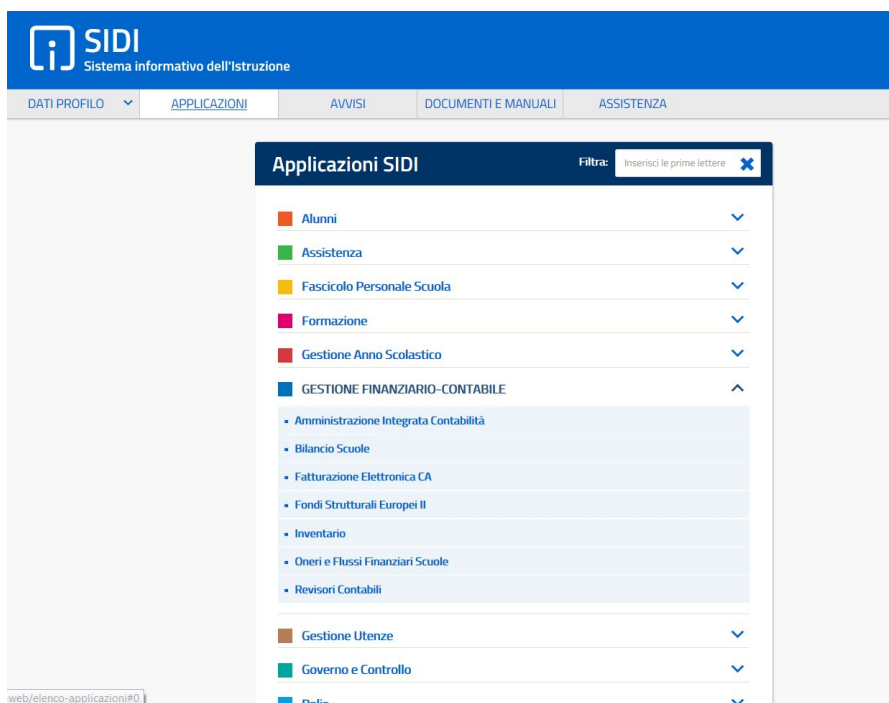 SIDI
Sistema informativo dell'Istruzione
DATI PROFILO APPLICAZIONI AVVISI DOCUMENTI E MANUALI ASSISTENZA
Applicazioni SIDI Filtra: Inserisci le prime lettere
Alunni
Assistenza
Fascicolo Personale Scuola
Formazione
Gestione Anno Scolastico
GESTIONE FINANZIARIO-CONTABILE
Amministrazione Integrata Contabilità
Bilancio Scuole
Fatturazione Elettronica CA
Fondi Strutturali Europei II
Inventario
Oneri e Flussi Finanziari Scuole
Revisori Contabili
Gestione Utenze
Governo e Controllo
web/elenco-applicazioni#0